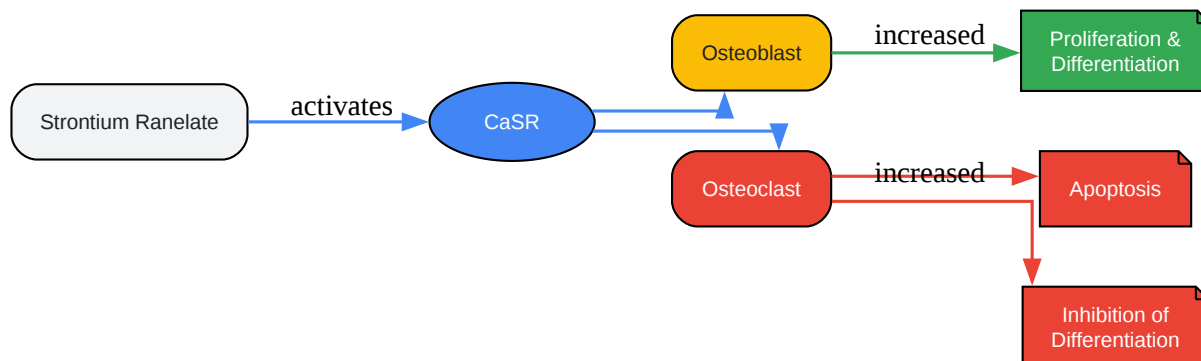 Strontium Ranelate
activates
CaSR
Osteoblast
increased
Proliferation &
Differentiation
Osteoclast
increased
Apoptosis
Inhibition of
Differentiation